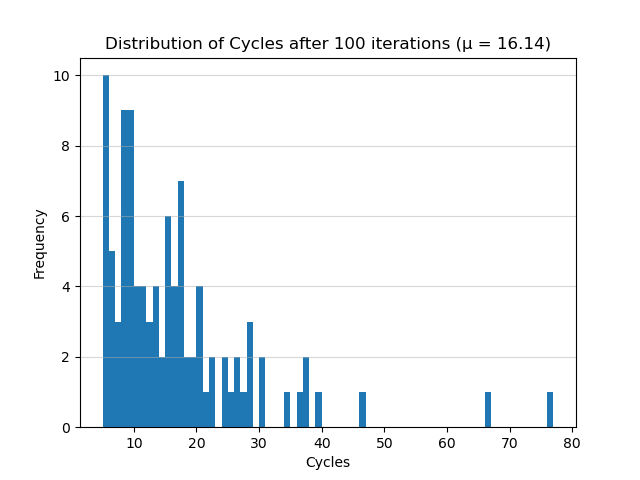 Distribution of Cycles after 100 iterations (μ = 16.14)
10
8
6
4
2
0
Frequency
10 20 30 40 50 60 70 80
Cycles